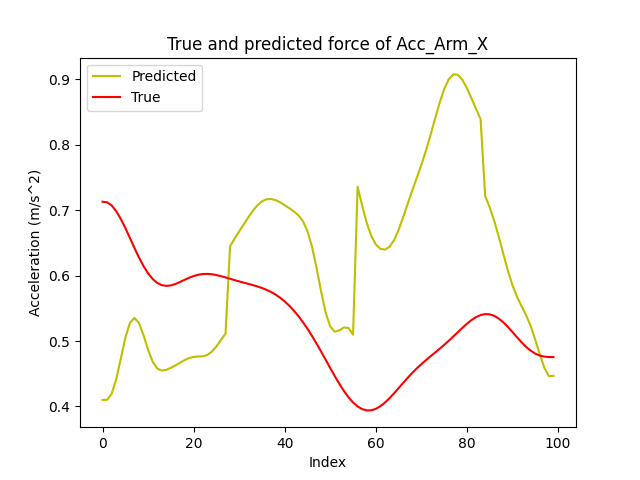 True and predicted force of Acc_Arm_X
Predicted
True
Acceleration (m/s^2)
0.9
0.8
0.7
0.6
0.5
0.4
0 20 40 60 80 100
Index